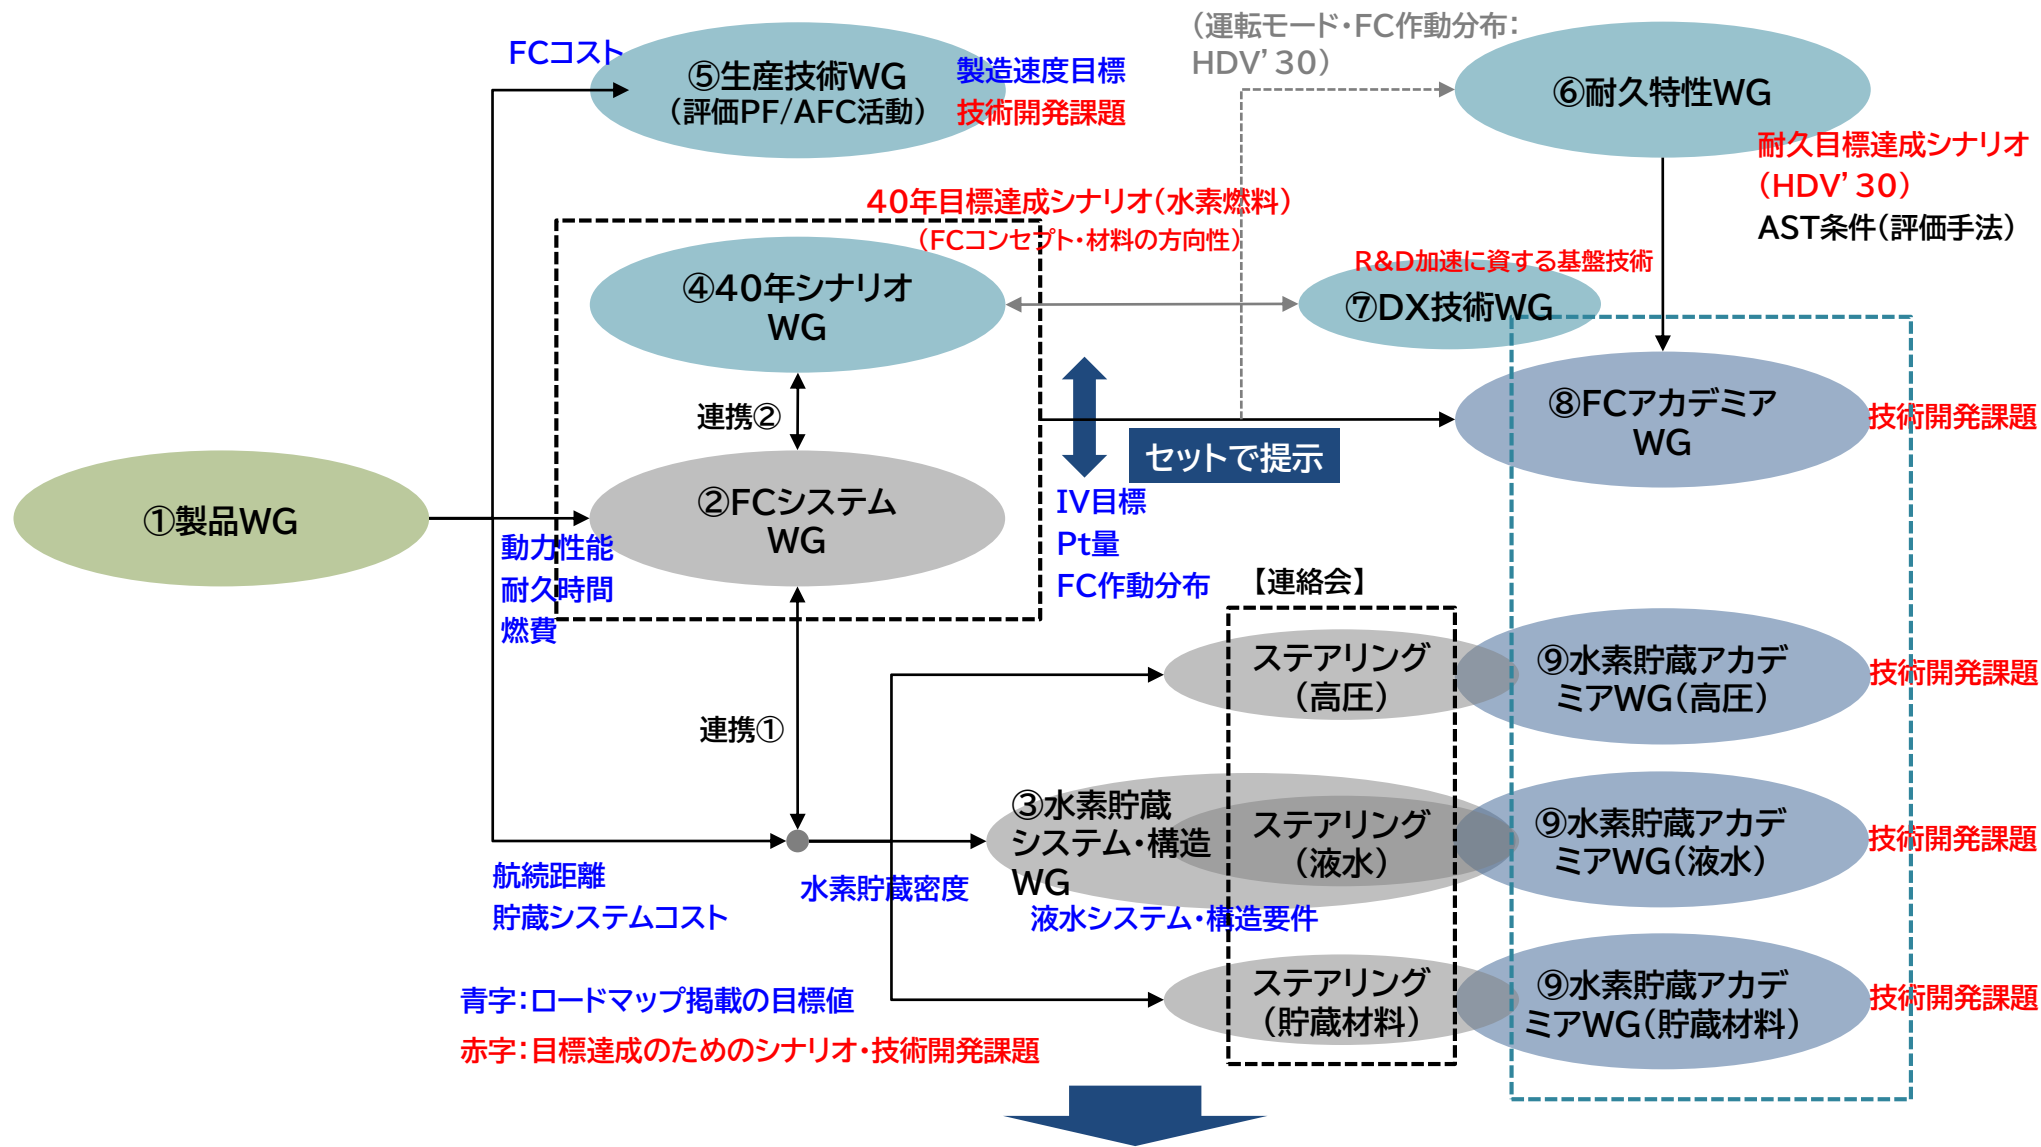 FCコスト
⑤生産技術WG
(評価PF/AFC活動)
製造速度目標
技術開発課題
(運転モード・FC作動分布:
HDV'30)
⑥耐久特性WG
耐久目標達成シナリオ
(HDV'30)
AST条件(評価手法)
40年目標達成シナリオ(水素燃料)
(FCコンセプト・材料の方向性)
④40年シナリオ
WG
R&D加速に資する基盤技術
⑦DX技術WG
連携②
セットで提示
⑧FCアカデミア
WG
技術開発課題
①製品WG
②FCシステム
WG
動力性能
耐久時間
燃費
IV目標
Pt量
FC作動分布
【連絡会】
ステアリング
(高圧)
⑨水素貯蔵アカデ
ミアWG(高圧)
技術開発課題
連携①
③水素貯蔵
システム・構造
WG
ステアリング
(液水)
⑨水素貯蔵アカデ
ミアWG(液水)
技術開発課題
航続距離
貯蔵システムコスト
水素貯蔵密度
液水システム・構造要件
ステアリング
(貯蔵材料)
⑨水素貯蔵アカデ
ミアWG(貯蔵材料)
技術開発課題
青字:ロードマップ掲載の目標値
赤字:目標達成のためのシナリオ・技術開発課題